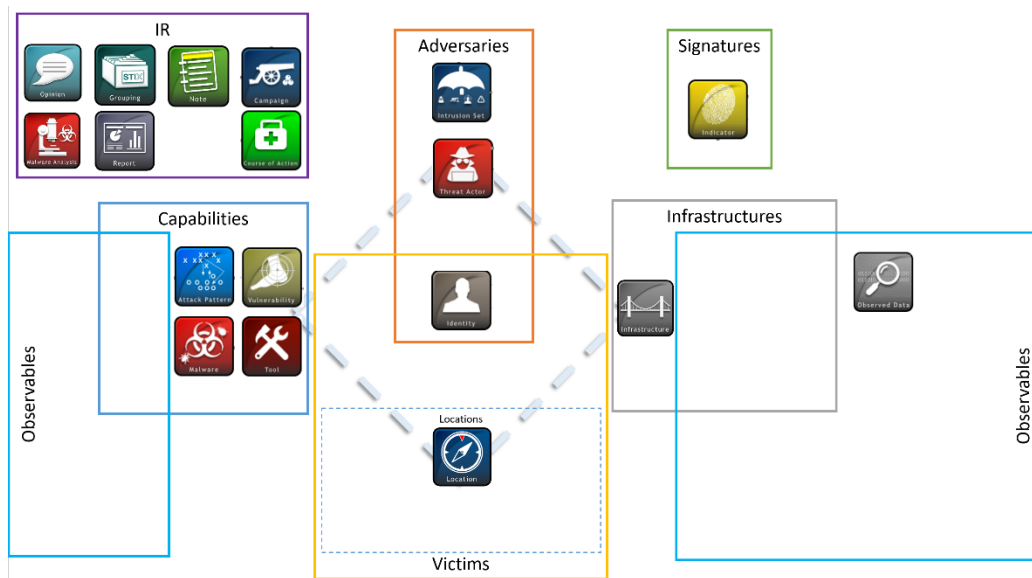 IR
Opinion
Grouping
STIX
Note
Campaign
Malware Analysis
Report
Course of Action
Adversaries
Intrusion Set
Threat Actor
Signatures
Indicator
Capabilities
Attack Pattern
Vulnerability
Malware
Tool
Observables
Identity
Infrastructures
Infrastructure
Observed Data
Observables
Locations
Location
Victims